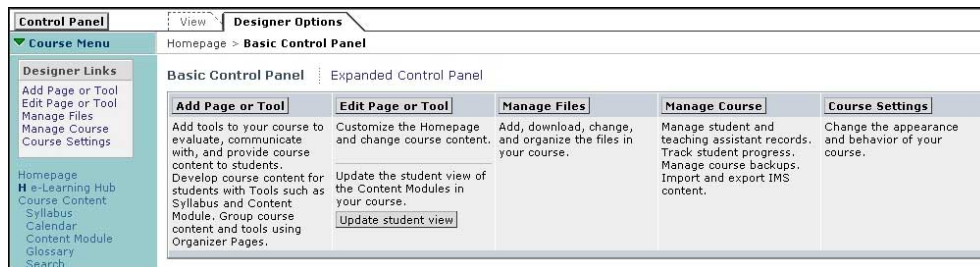 Control Panel
View
Designer Options
Course Menu
Homepage > Basic Control Panel
Designer Links
Add Page or Tool
Edit Page or Tool
Manage Files
Manage Course
Course Settings
Homepage
H e-Learning Hub
Course Content
Syllabus
Calendar
Content Module
Glossary
Search
Basic Control Panel
Expanded Control Panel
Add Page or Tool
Add tools to your course to
evaluate, communicate
with, and provide course
content to students.
Develop course content for
students with Tools such as
Syllabus and Content
Module. Group course
content and tools using
Organizer Pages.
Edit Page or Tool
Customize the Homepage
and change course content.
Update the student view of
the Content Modules in
your course.
Update student view
Manage Files
Add, download, change,
and organize the files in
your course.
Manage Course
Manage student and
teaching assistant records.
Track student progress.
Manage course backups.
Import and export IMS
content.
Course Settings
Change the appearance
and behavior of your
course.